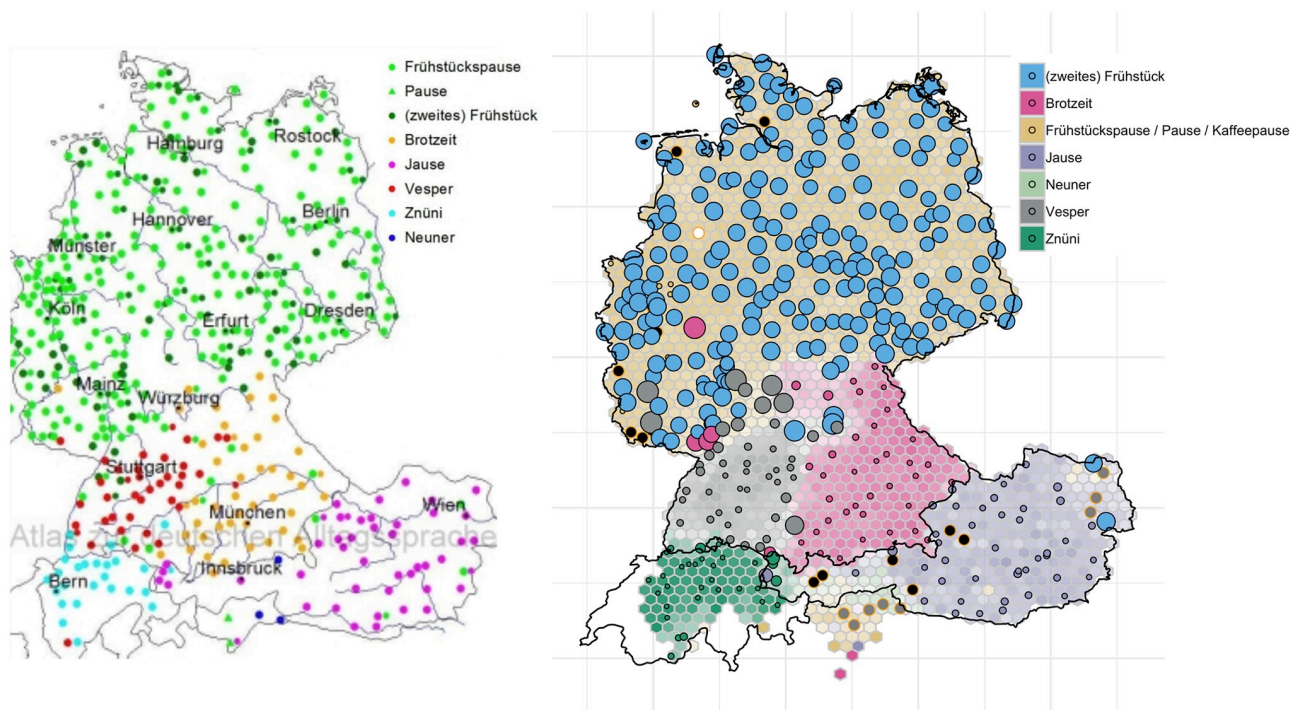 Frühstückspause
Pause
(zweites) Frühstück
Brotzeit
Jause
Vesper
Znüni
Neuner
Hamburg
Rostock
Hannover
Berlin
Münster
Köln
Erfurt
Dresden
Mainz
Würzburg
Stuttgart
München
Wien
Atlas zur deutschen Alltagssprache
Innsbruck
Bern
(zweites) Frühstück
Brotzeit
Frühstückspause / Pause / Kaffeepause
Jause
Neuner
Vesper
Znüni